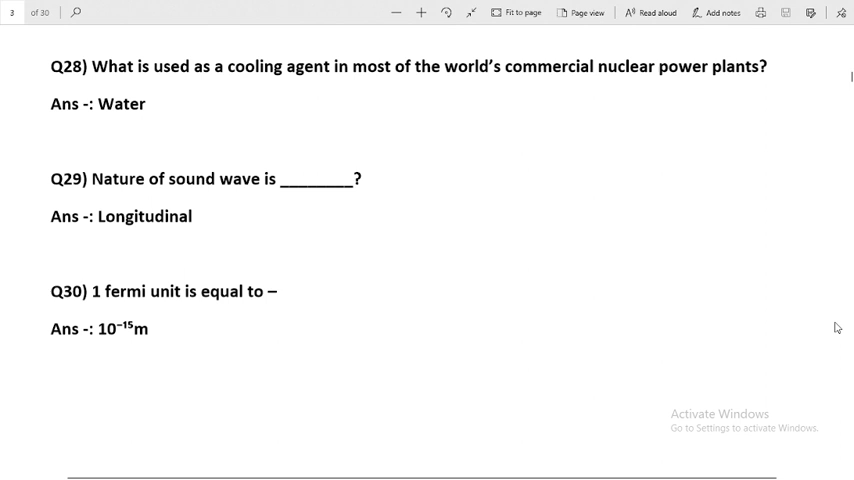 3 of 30 Fit to page Page view Read aloud Add notes
Q28) What is used as a cooling agent in most of the world’s commercial nuclear power plants?
Ans -: Water
Q29) Nature of sound wave is ________?
Ans -: Longitudinal
Q30) 1 fermi unit is equal to –
Ans -: 10⁻¹⁵m
Activate Windows
Go to Settings to activate Windows.